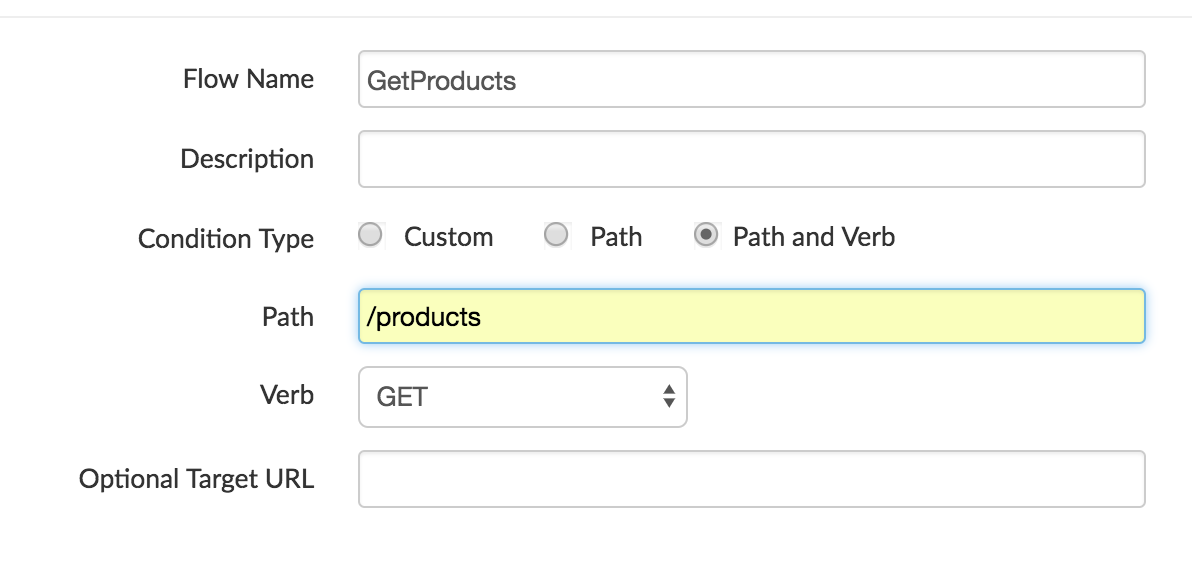 Flow Name GetProducts
Description
Condition Type Custom Path Path and Verb
Path /products
Verb GET
Optional Target URL